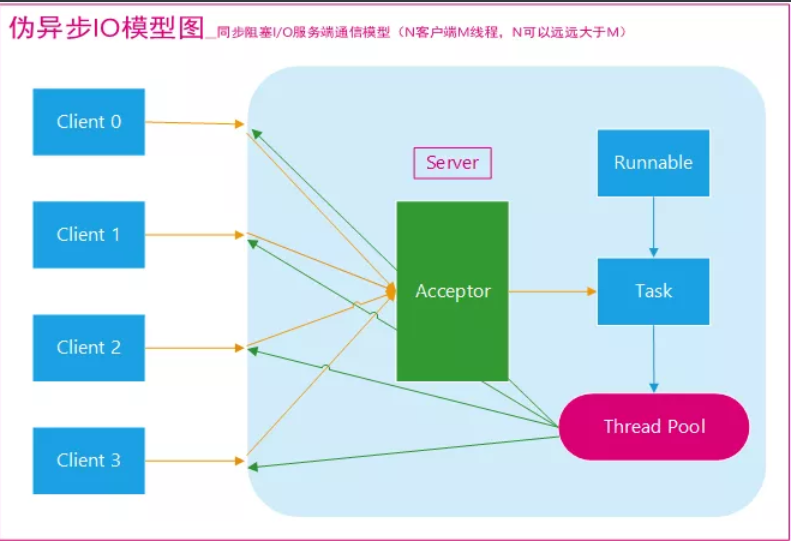 伪异步IO模型图__同步阻塞I/O服务端通信模型（N客户端M线程，N可以远远大于M）
Client 0
Server
Runnable
Client 1
Acceptor
Task
Client 2
Thread Pool
Client 3